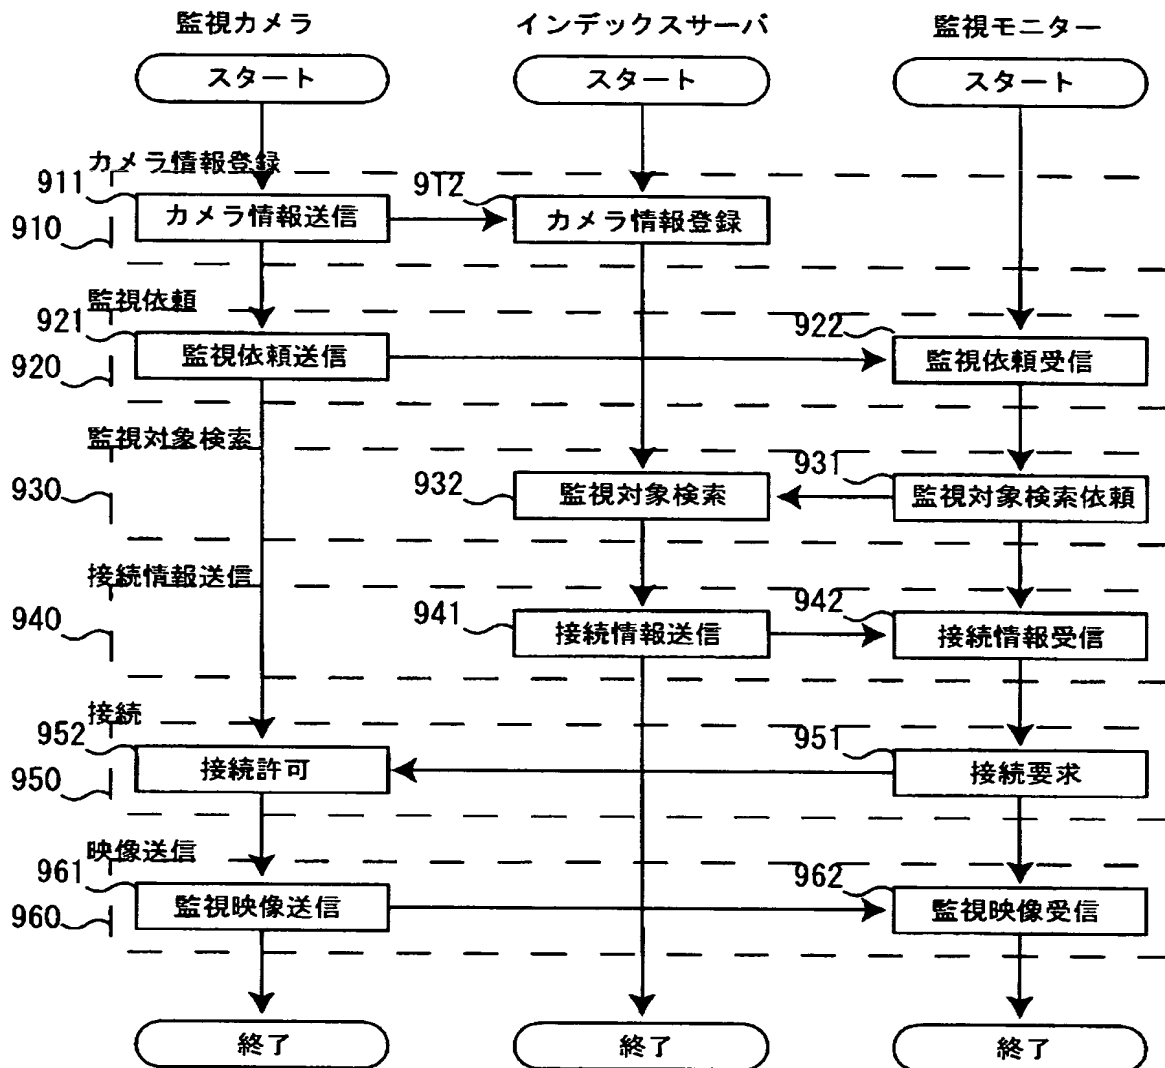 監視カメラ
インデックスサーバ
監視モニター
スタート
スタート
スタート
カメラ情報登録
911
カメラ情報送信
912
カメラ情報登録
910
監視依頼
921
監視依頼送信
922
監視依頼受信
920
監視対象検索
931
932
監視対象検索
監視対象検索依頼
930
接続情報送信
941
接続情報送信
942
接続情報受信
940
接続
952
接続許可
951
接続要求
950
映像送信
961
監視映像送信
962
監視映像受信
960
終了
終了
終了